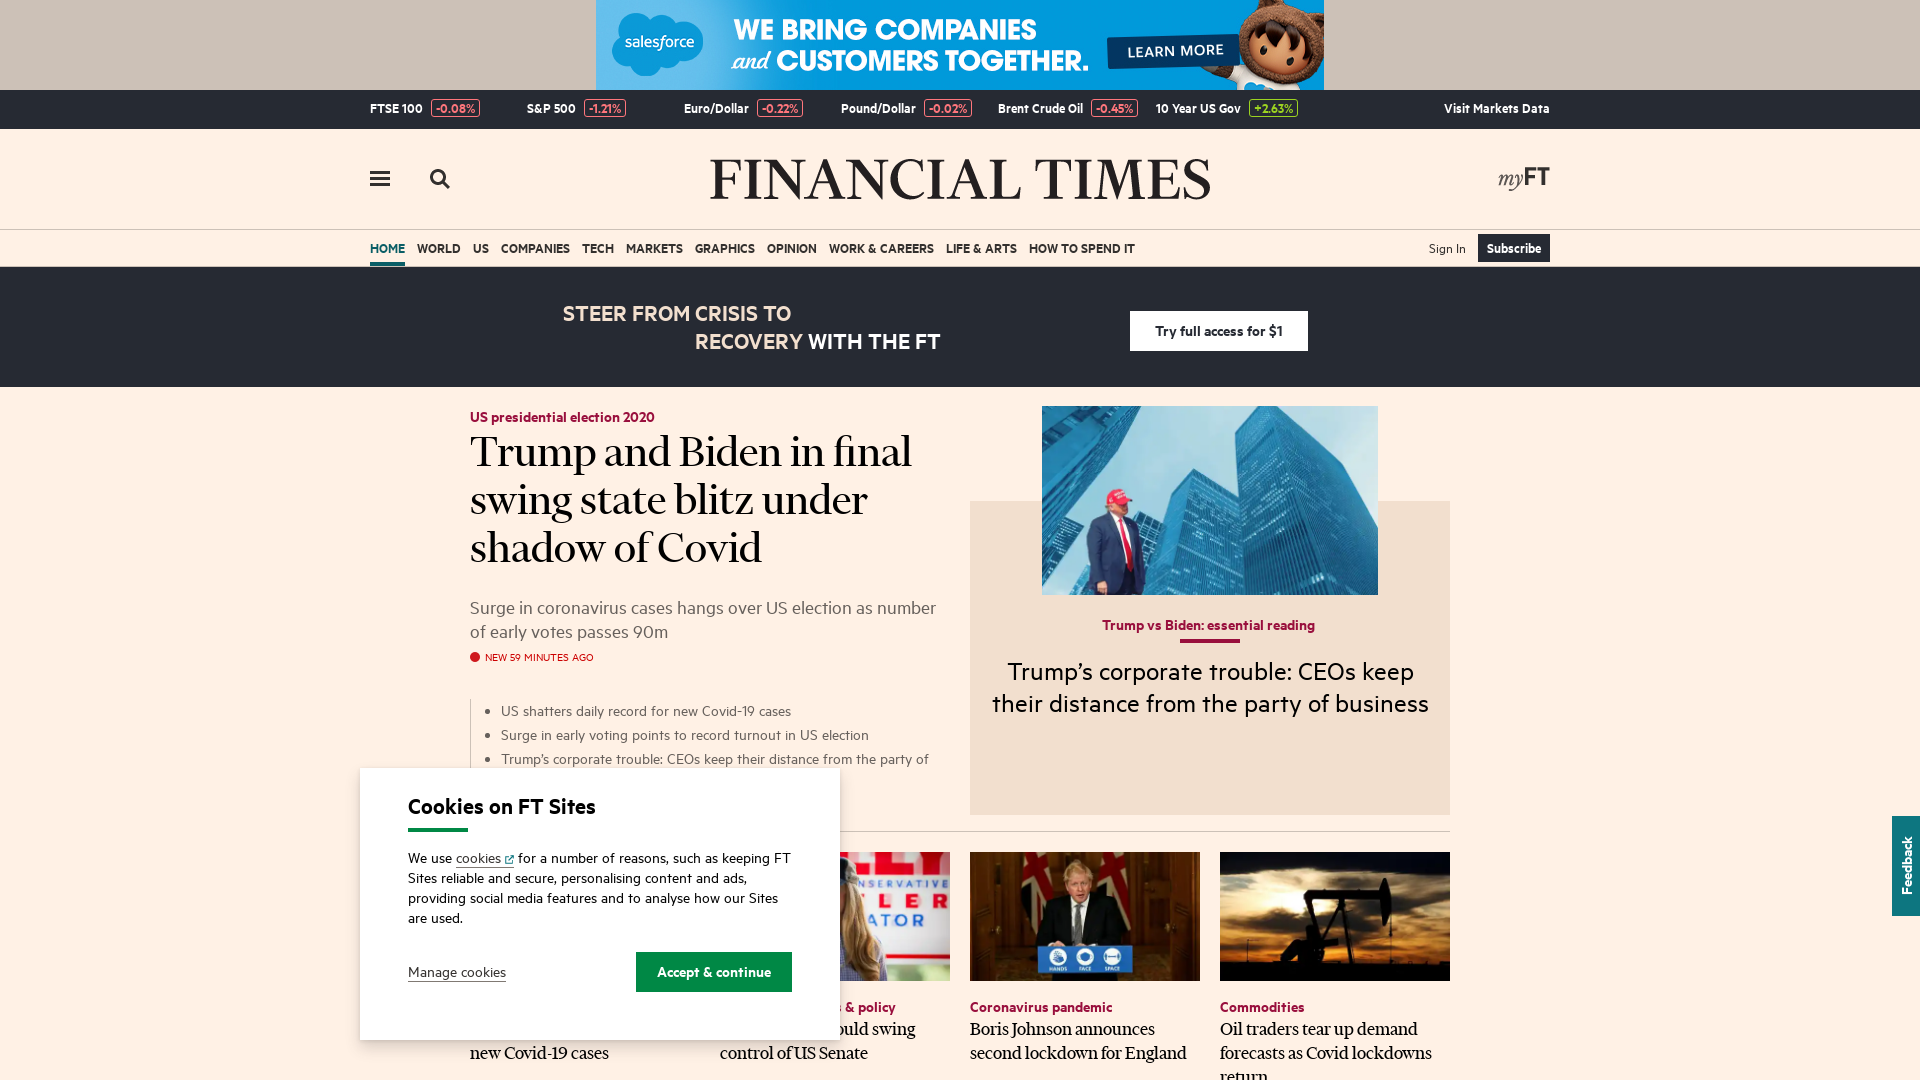 salesforce
WE BRING COMPANIES
and CUSTOMERS TOGETHER.
LEARN MORE
FTSE 100 -0.08%
S&P 500 -1.21%
Euro/Dollar -0.22%
Pound/Dollar -0.02%
Brent Crude Oil -0.45%
10 Year US Gov +2.63%
Visit Markets Data
FINANCIAL TIMES
myFT
HOME WORLD US COMPANIES TECH MARKETS GRAPHICS OPINION WORK & CAREERS LIFE & ARTS HOW TO SPEND IT
Sign In Subscribe
STEER FROM CRISIS TO
RECOVERY WITH THE FT
Try full access for $1
US presidential election 2020
Trump and Biden in final
swing state blitz under
shadow of Covid
Surge in coronavirus cases hangs over US election as number
of early votes passes 90m
NEW 59 MINUTES AGO
US shatters daily record for new Covid-19 cases
Surge in early voting points to record turnout in US election
Trump’s corporate trouble: CEOs keep their distance from the party of
Trump vs Biden: essential reading
Trump’s corporate trouble: CEOs keep
their distance from the party of business
Cookies on FT Sites
We use cookies for a number of reasons, such as keeping FT
Sites reliable and secure, personalising content and ads,
providing social media features and to analyse how our Sites
are used.
Manage cookies
Accept & continue
new Covid-19 cases
& policy
swing
control of US Senate
HANDS FACE SPACE
Coronavirus pandemic
Boris Johnson announces
second lockdown for England
Commodities
Oil traders tear up demand
forecasts as Covid lockdowns
return
Feedback